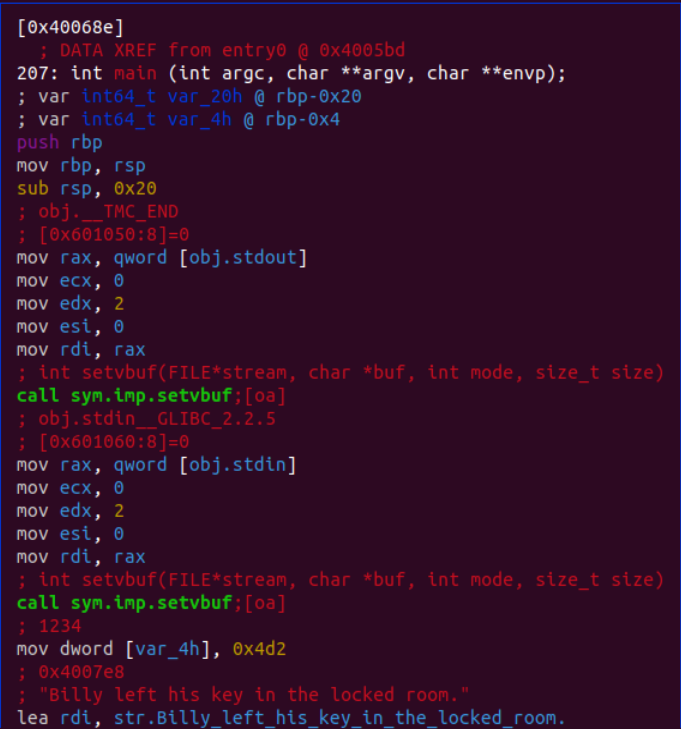 [0x40068e]
; DATA XREF from entry0 @ 0x4005bd
207: int main (int argc, char **argv, char **envp);
; var int64_t var_20h @ rbp-0x20
; var int64_t var_4h @ rbp-0x4
push rbp
mov rbp, rsp
sub rsp, 0x20
; obj.__TMC_END
; [0x601050:8]=0
mov rax, qword [obj.stdout]
mov ecx, 0
mov edx, 2
mov esi, 0
mov rdi, rax
; int setvbuf(FILE*stream, char *buf, int mode, size_t size)
call sym.imp.setvbuf;[oa]
; obj.stdin__GLIBC_2.2.5
; [0x601060:8]=0
mov rax, qword [obj.stdin]
mov ecx, 0
mov edx, 2
mov esi, 0
mov rdi, rax
; int setvbuf(FILE*stream, char *buf, int mode, size_t size)
call sym.imp.setvbuf;[oa]
; 1234
mov dword [var_4h], 0x4d2
; 0x4007e8
; "Billy left his key in the locked room."
lea rdi, str.Billy_left_his_key_in_the_locked_room.